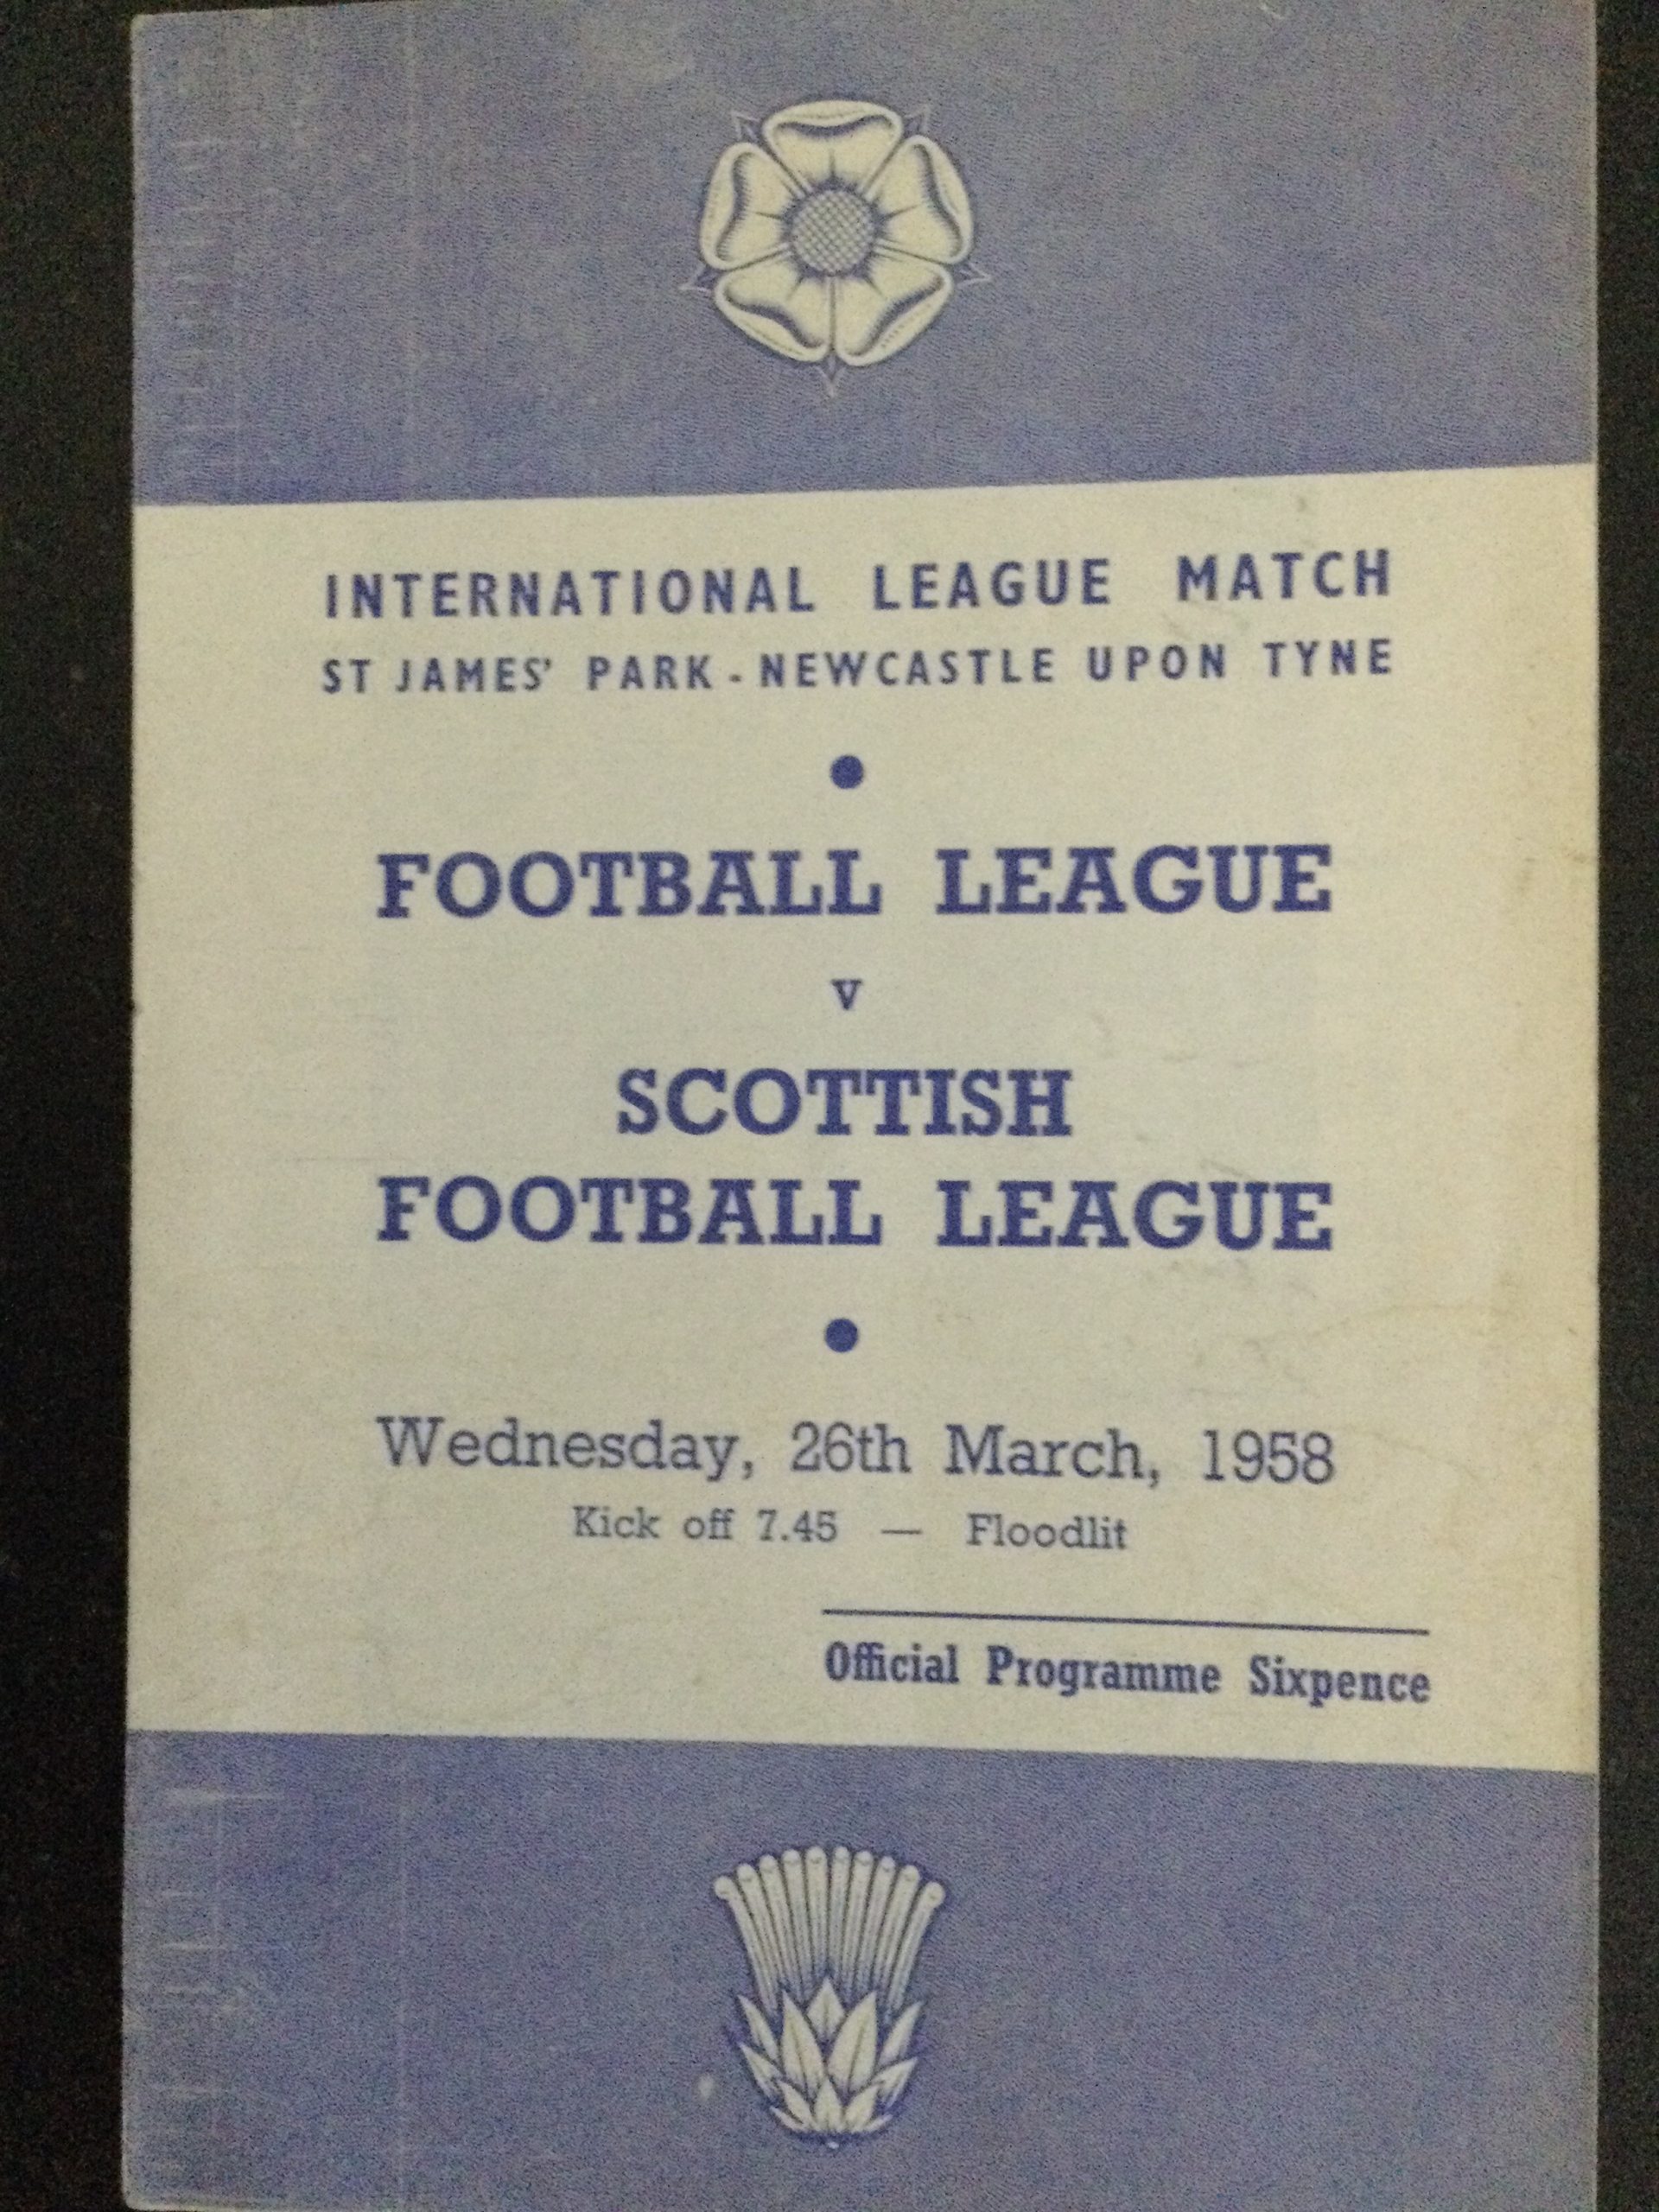 INTERNATIONAL LEAGUE MATCH
ST JAMES' PARK - NEWCASTLE UPON TYNE
FOOTBALL LEAGUE
v
SCOTTISH
FOOTBALL LEAGUE
Wednesday, 26th March, 1958
Kick off 7.45 — Floodlit
Official Programme Sixpence